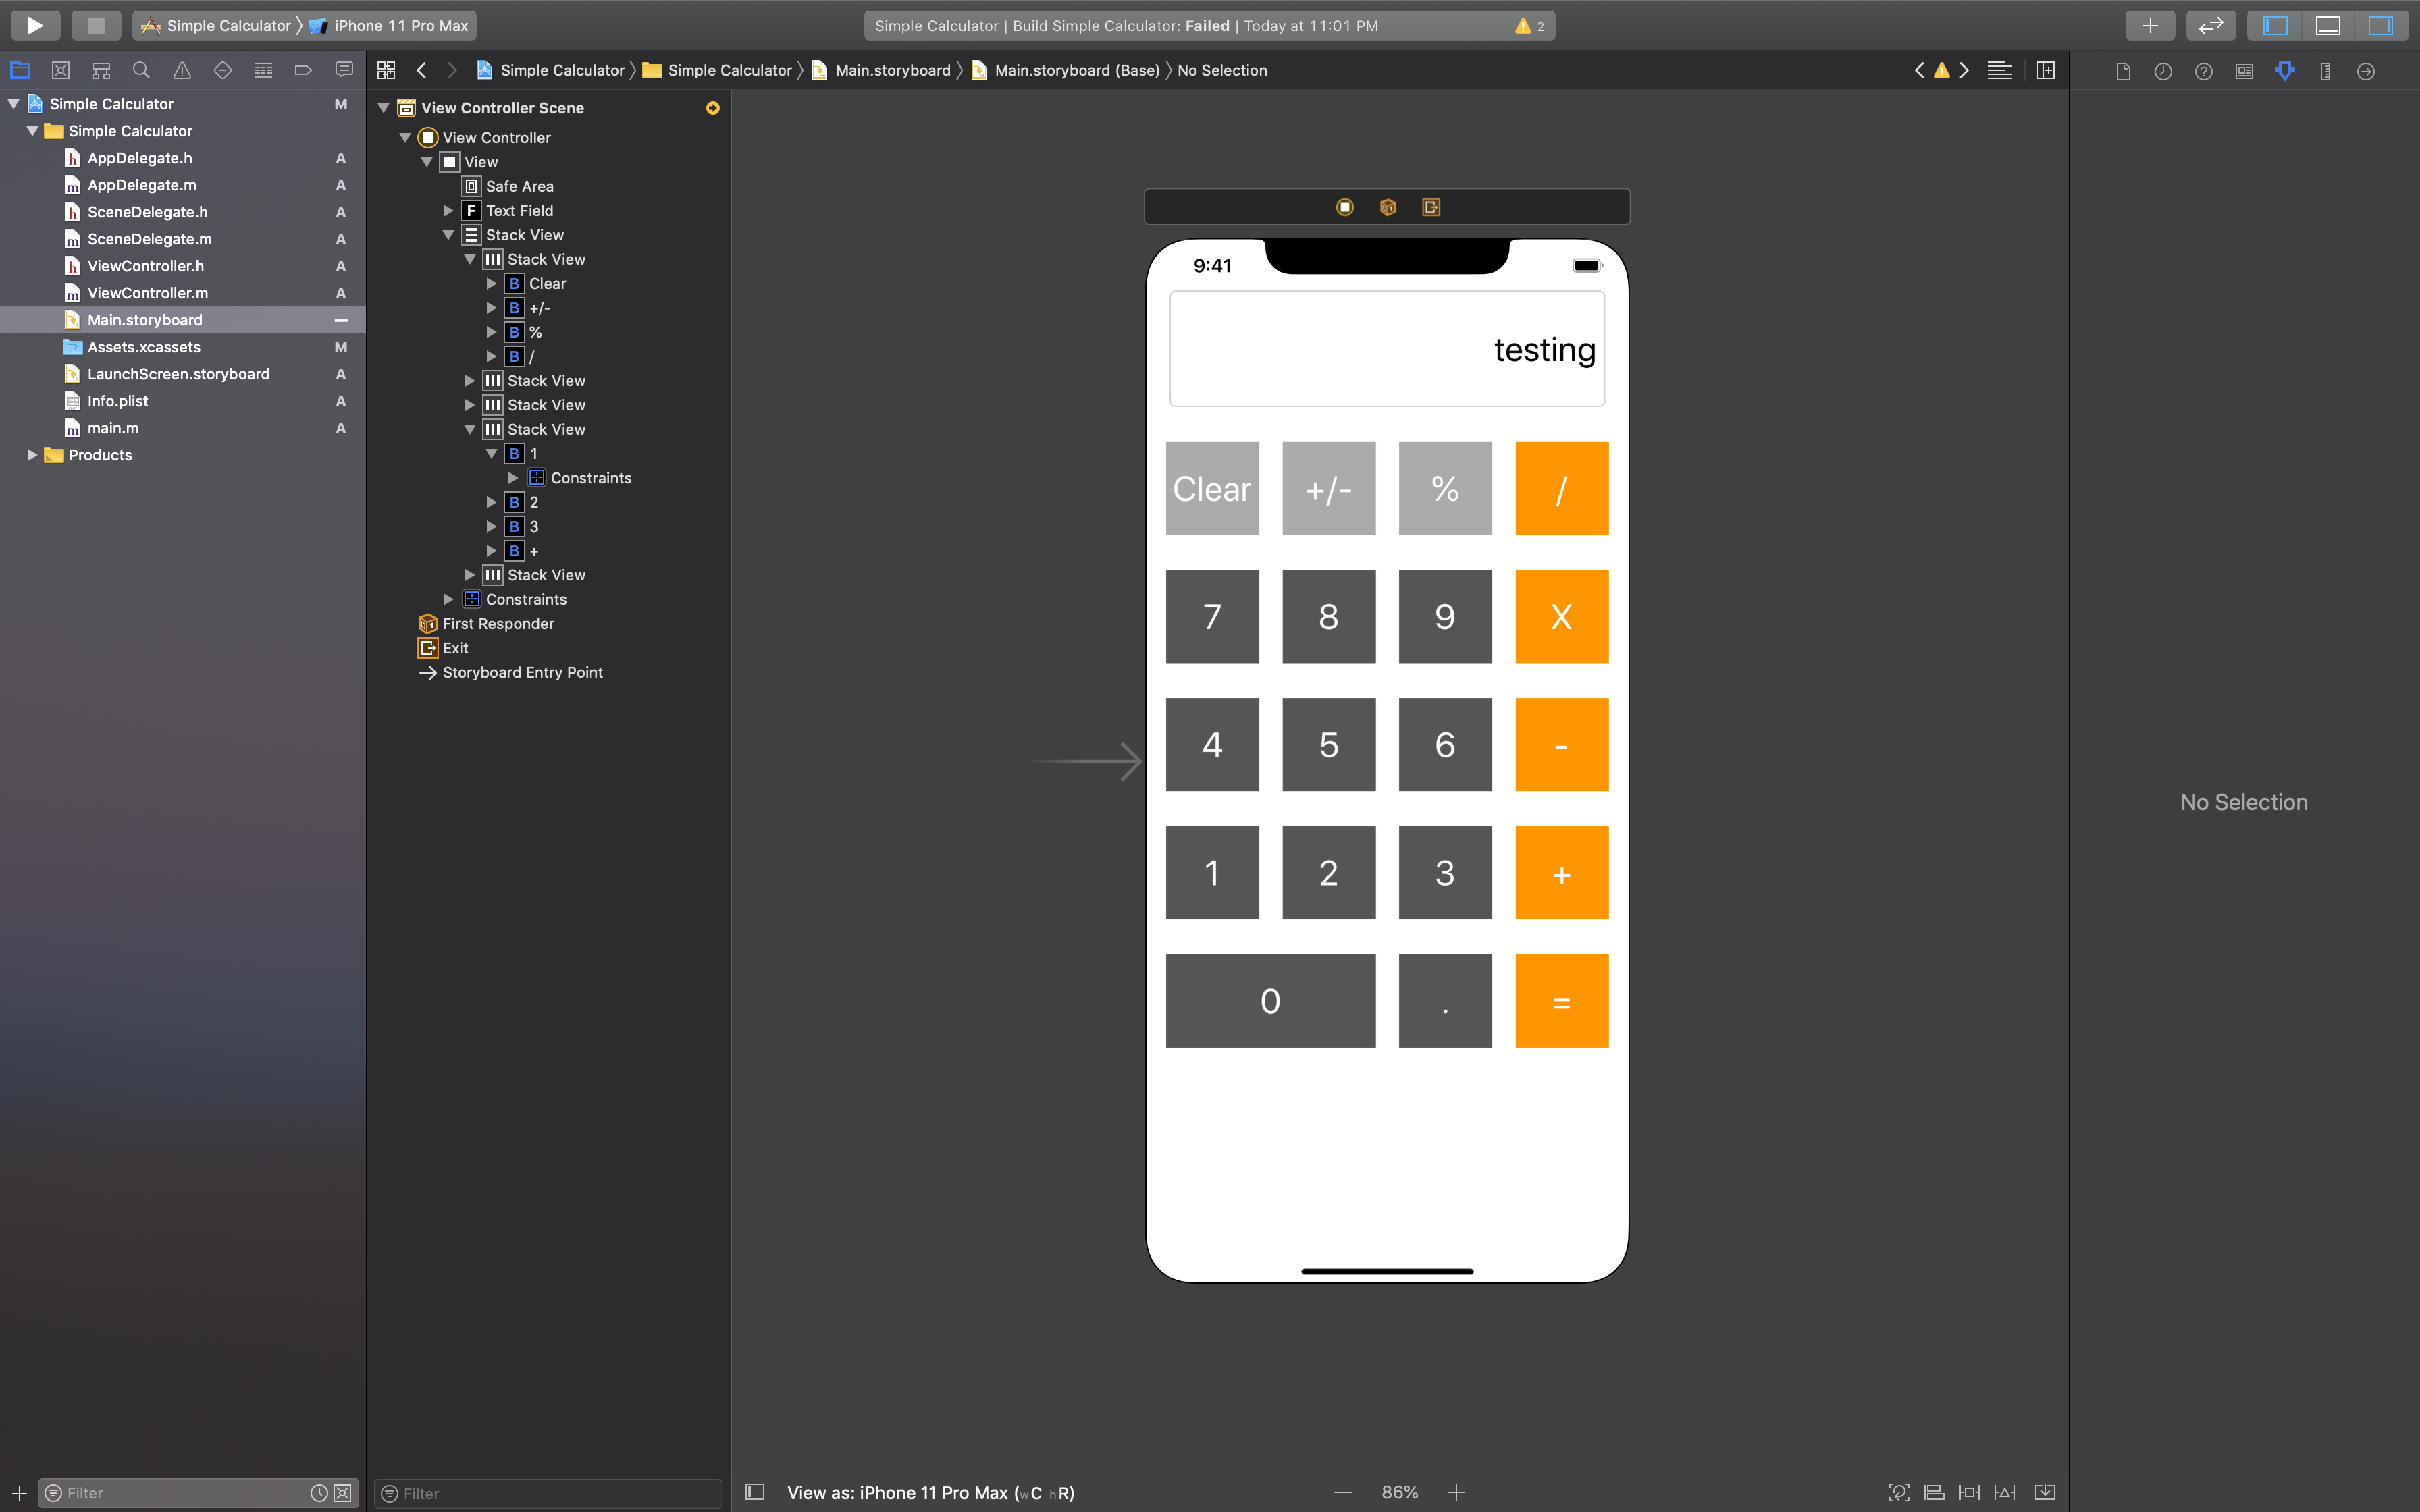 Simple Calculator 〉 iPhone 11 Pro Max
Simple Calculator | Build Simple Calculator: Failed | Today at 11:01 PM
2
Simple Calculator 〉 Simple Calculator 〉 Main.storyboard 〉 Main.storyboard (Base) 〉 No Selection
Simple Calculator M
Simple Calculator
AppDelegate.h A
AppDelegate.m A
SceneDelegate.h A
SceneDelegate.m A
ViewController.h A
ViewController.m A
Main.storyboard —
Assets.xcassets M
LaunchScreen.storyboard A
Info.plist A
main.m A
Products
Filter
View Controller Scene
View Controller
View
Safe Area
F Text Field
Stack View
Stack View
B Clear
B +/-
B %
B /
Stack View
Stack View
Stack View
B 1
Constraints
B 2
B 3
B +
Stack View
Constraints
First Responder
Exit
Storyboard Entry Point
Filter
9:41
testing
Clear +/- % /
7 8 9 X
4 5 6 -
1 2 3 +
0 . =
View as: iPhone 11 Pro Max (wC hR)
86%
No Selection